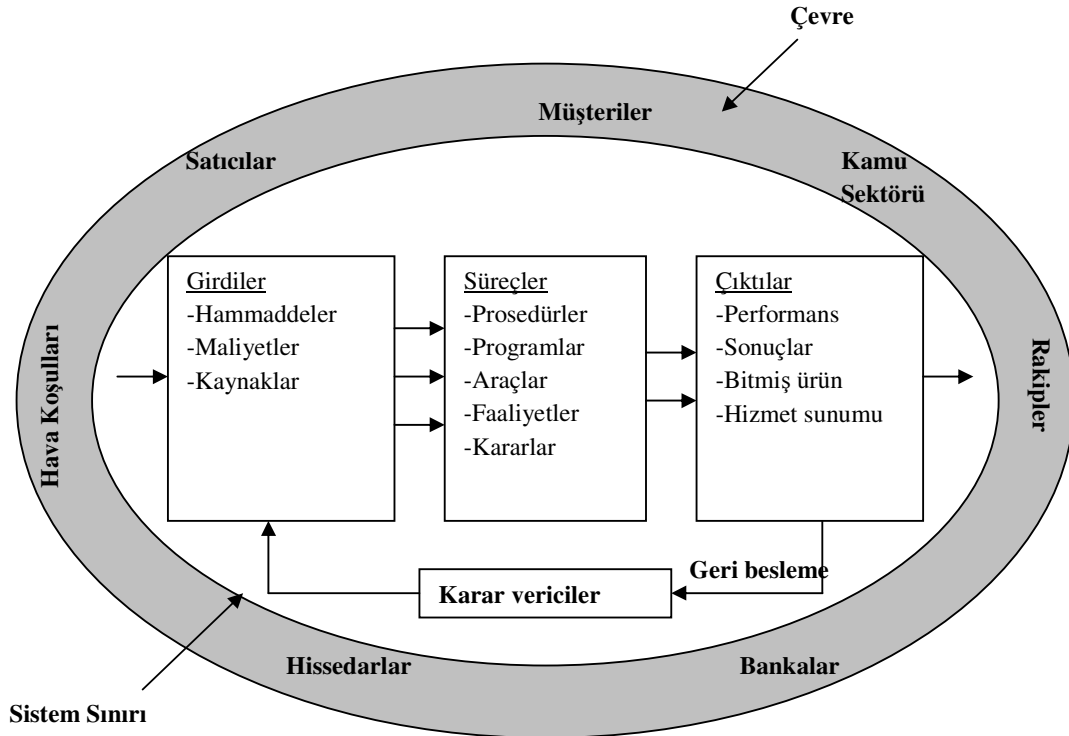 Çevre
Müşteriler
Satıcılar
Kamu
Sektörü
Hava Koşulları
Girdiler
-Hammaddeler
-Maliyetler
-Kaynaklar
Süreçler
-Prosedürler
-Programlar
-Araçlar
-Faaliyetler
-Kararlar
Çıktılar
-Performans
-Sonuçlar
-Bitmiş ürün
-Hizmet sunumu
Rakipler
Geri besleme
Karar vericiler
Hissedarlar
Bankalar
Sistem Sınırı